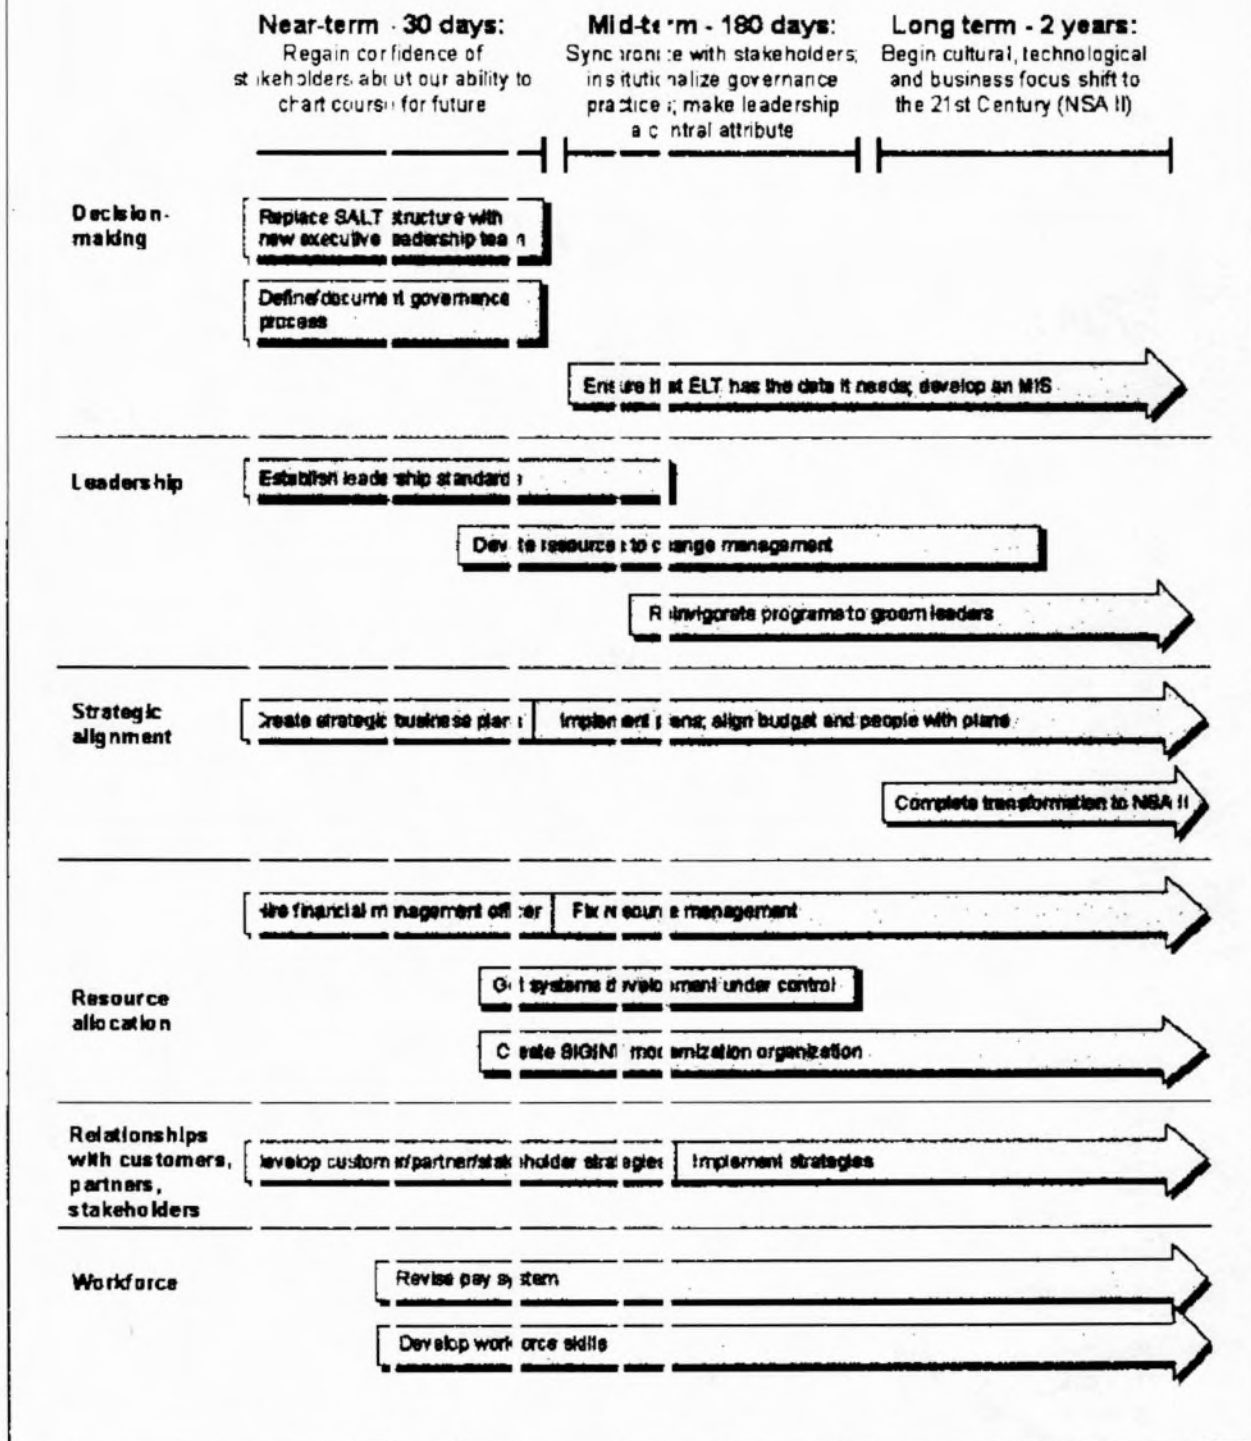 Near-term - 30 days:
Regain confidence of
stakeholders about our ability to
chart course for future
Mid-term - 180 days:
Synchronize with stakeholders;
institutionalize governance
practices; make leadership
a central attribute
Long term - 2 years:
Begin cultural, technological
and business focus shift to
the 21st Century (NSA II)
Decision-
making
Replace SALT structure with
new executive leadership team
Define/document governance
process
Ensure that ELT has the data it needs; develop an MIS
Leadership
Establish leadership standards
Devote resources to change management
Reinvigorate programs to groom leaders
Strategic
alignment
Create strategic business plans
Implement plans; align budget and people with plans
Complete transformation to NSA II
Resource
allocation
Hire financial management officer
Fix resource management
Get systems development under control
Create SIGINT modernization organization
Relationships
with customers,
partners,
stakeholders
Develop customer/partner/stakeholder strategies
Implement strategies
Workforce
Revise pay system
Develop workforce skills